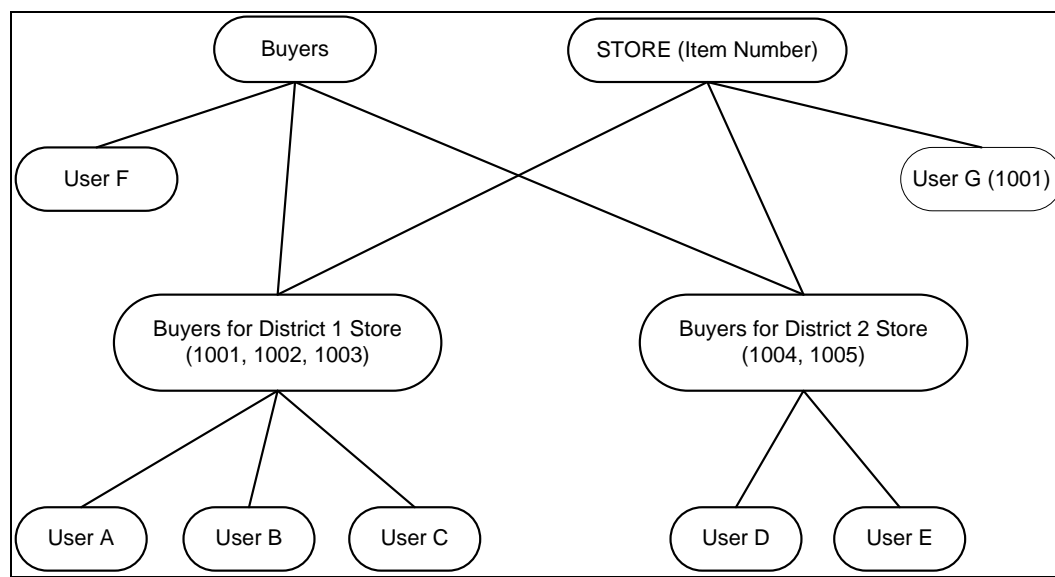 Buyers
STORE (Item Number)
User F
User G (1001)
Buyers for District 1 Store
(1001, 1002, 1003)
Buyers for District 2 Store
(1004, 1005)
User A
User B
User C
User D
User E